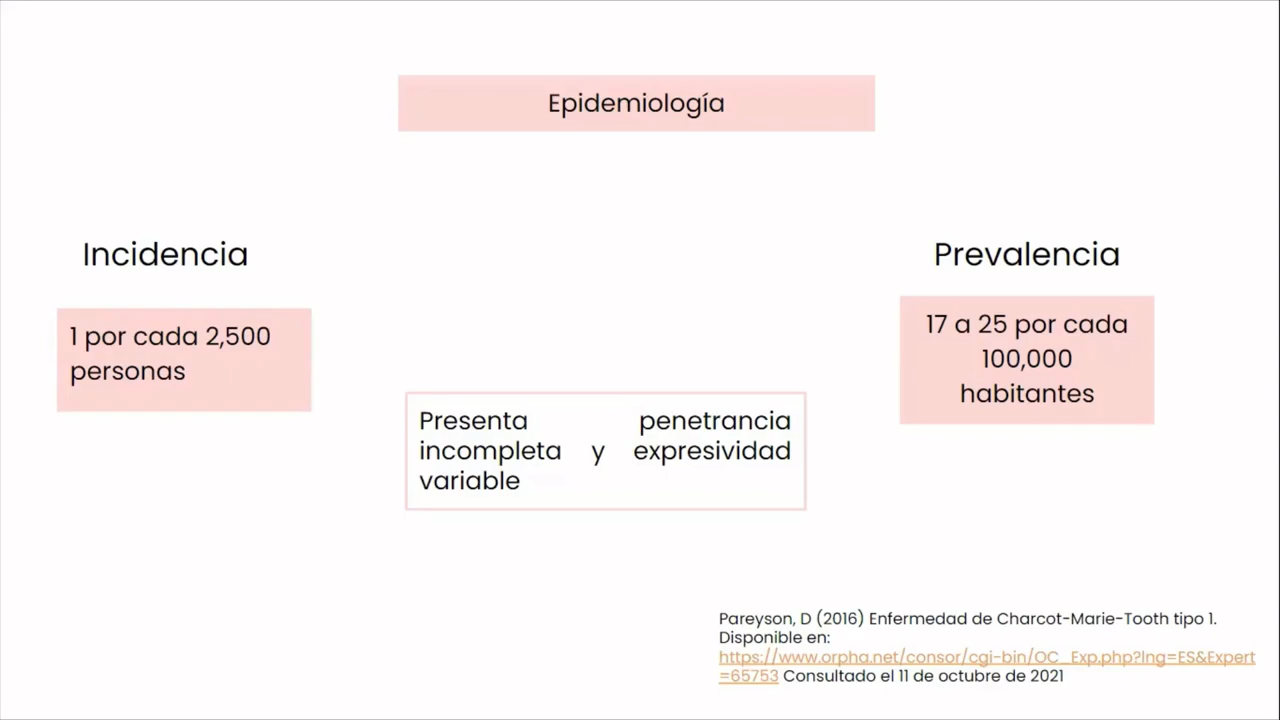 Epidemiología
Incidencia
1 por cada 2,500
personas
Prevalencia
17 a 25 por cada
100,000
habitantes
Presenta penetrancia
incompleta y expresividad
variable
Pareyson, D (2016) Enfermedad de Charcot-Marie-Tooth tipo 1.
Disponible en:
https://www.orpha.net/consor/cgi-bin/OC_Exp.php?lng=ES&Expert
=65753 Consultado el 11 de octubre de 2021